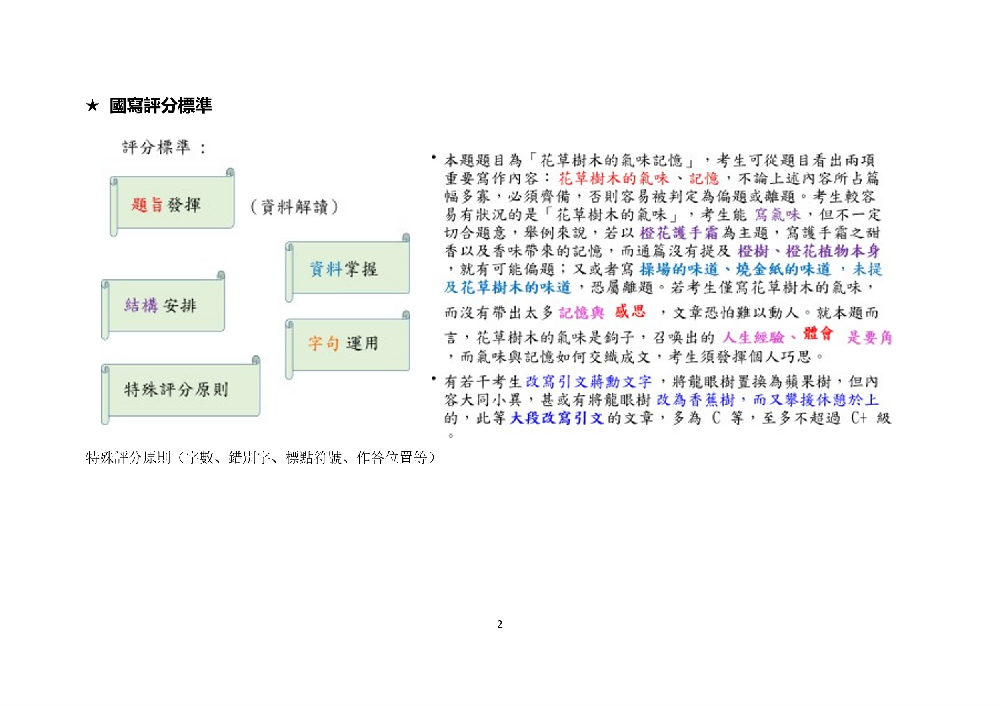 ★ 國寫評分標準
評分標準：
題旨發揮
（資料解讀）
資料掌握
結構安排
字句運用
特殊評分原則
• 本題題目為「花草樹木的氣味記憶」，考生可從題目看出兩項
重要寫作內容：花草樹木的氣味、記憶，不論上述內容所占篇
幅多寡，必須齊備，否則容易被判定為偏題或離題。考生較容
易有狀況的是「花草樹木的氣味」，考生能寫氣味，但不一定
切合題意，舉例來說，若以橙花護手霜為主題，寫護手霜之甜
香以及香味帶來的記憶，而通篇沒有提及橙樹、橙花植物本身
，就有可能偏題；又或者寫操場的味道、燒金紙的味道，未提
及花草樹木的味道，恐屬離題。若考生僅寫花草樹木的氣味，
而沒有帶出太多記憶與感思，文章恐怕難以動人。就本題而
言，花草樹木的氣味是鉤子，召喚出的人生經驗、體會是要角
，而氣味與記憶如何交織成文，考生須發揮個人巧思。
• 有若干考生改寫引文蔣勳文字，將龍眼樹置換為蘋果樹，但內
容大同小異，甚或有將龍眼樹改為香蕉樹，而又攀援休憩於上
的，此等大段改寫引文的文章，多為 C 等，至多不超過 C+ 級
。
特殊評分原則（字數、錯別字、標點符號、作答位置等）
2